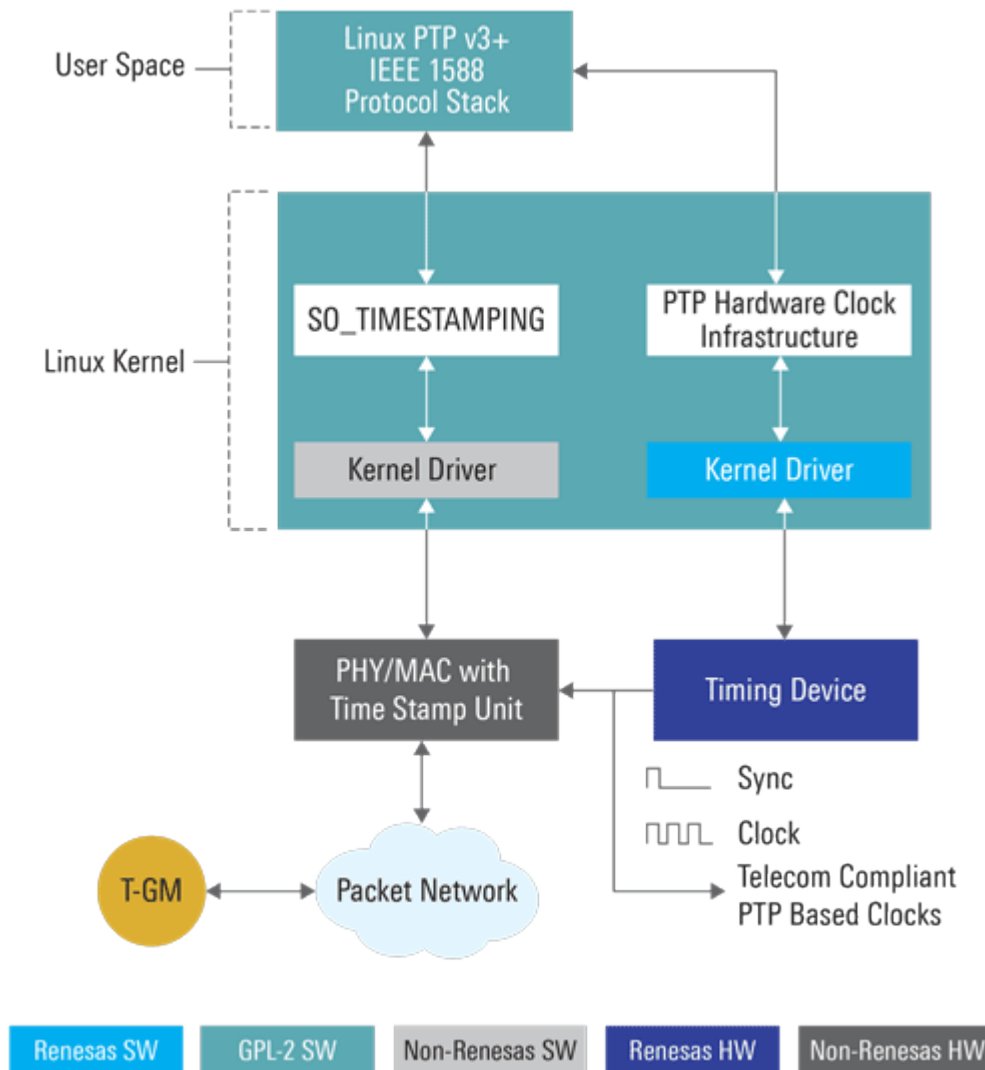 Linux PTP v3+
IEEE 1588
Protocol Stack
User Space
SO_TIMESTAMPING
PTP Hardware Clock
Infrastructure
Linux Kernel
Kernel Driver
Kernel Driver
PHY/MAC with
Time Stamp Unit
Timing Device
Sync
Clock
Telecom Compliant
PTP Based Clocks
T-GM
Packet Network
Renesas SW
GPL-2 SW
Non-Renesas SW
Renesas HW
Non-Renesas HW